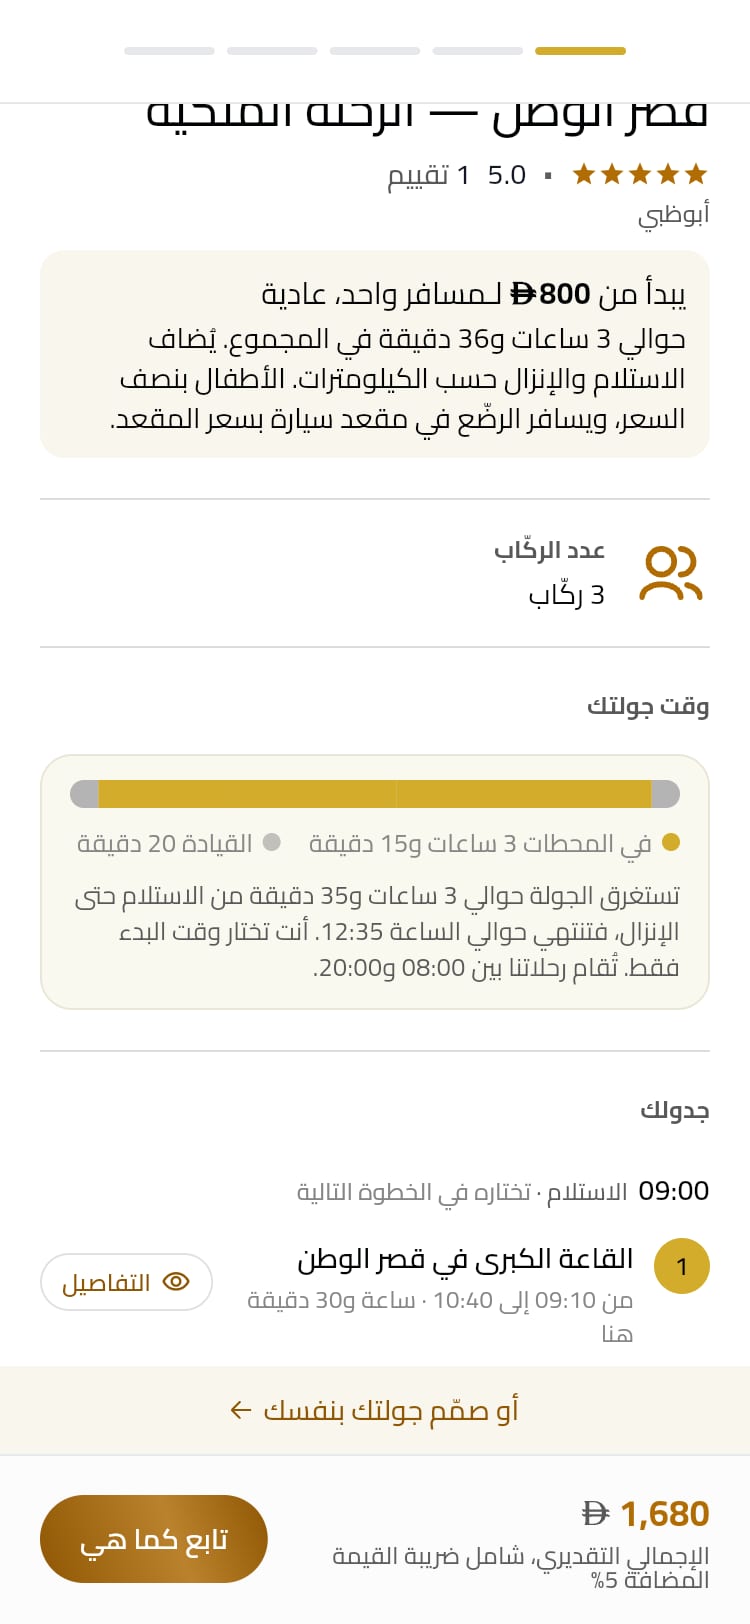 قصر الوطن — الرحلة الملكية
★★★★★ ▪ 5.0 1 تقييم
أبوظبي
يبدأ من 800 لـمسافر واحد، عادية
حوالي 3 ساعات و36 دقيقة في المجموع. يُضاف
الاستلام والإنزال حسب الكيلومترات. الأطفال بنصف
السعر، ويسافر الرضّع في مقعد سيارة بسعر المقعد.
عدد الركّاب
3 ركّاب
وقت جولتك
في المحطات 3 ساعات و15 دقيقة
القيادة 20 دقيقة
تستغرق الجولة حوالي 3 ساعات و35 دقيقة من الاستلام حتى
الإنزال، فتنتهي حوالي الساعة 12:35. أنت تختار وقت البدء
فقط. تُقام رحلاتنا بين 08:00 و20:00.
جدولك
09:00 الاستلام · تختاره في الخطوة التالية
1
القاعة الكبرى في قصر الوطن
من 09:10 إلى 10:40 · ساعة و30 دقيقة
هنا
التفاصيل
أو صمّم جولتك بنفسك ←
1,680
الإجمالي التقديري، شامل ضريبة القيمة
المضافة 5%
تابع كما هي